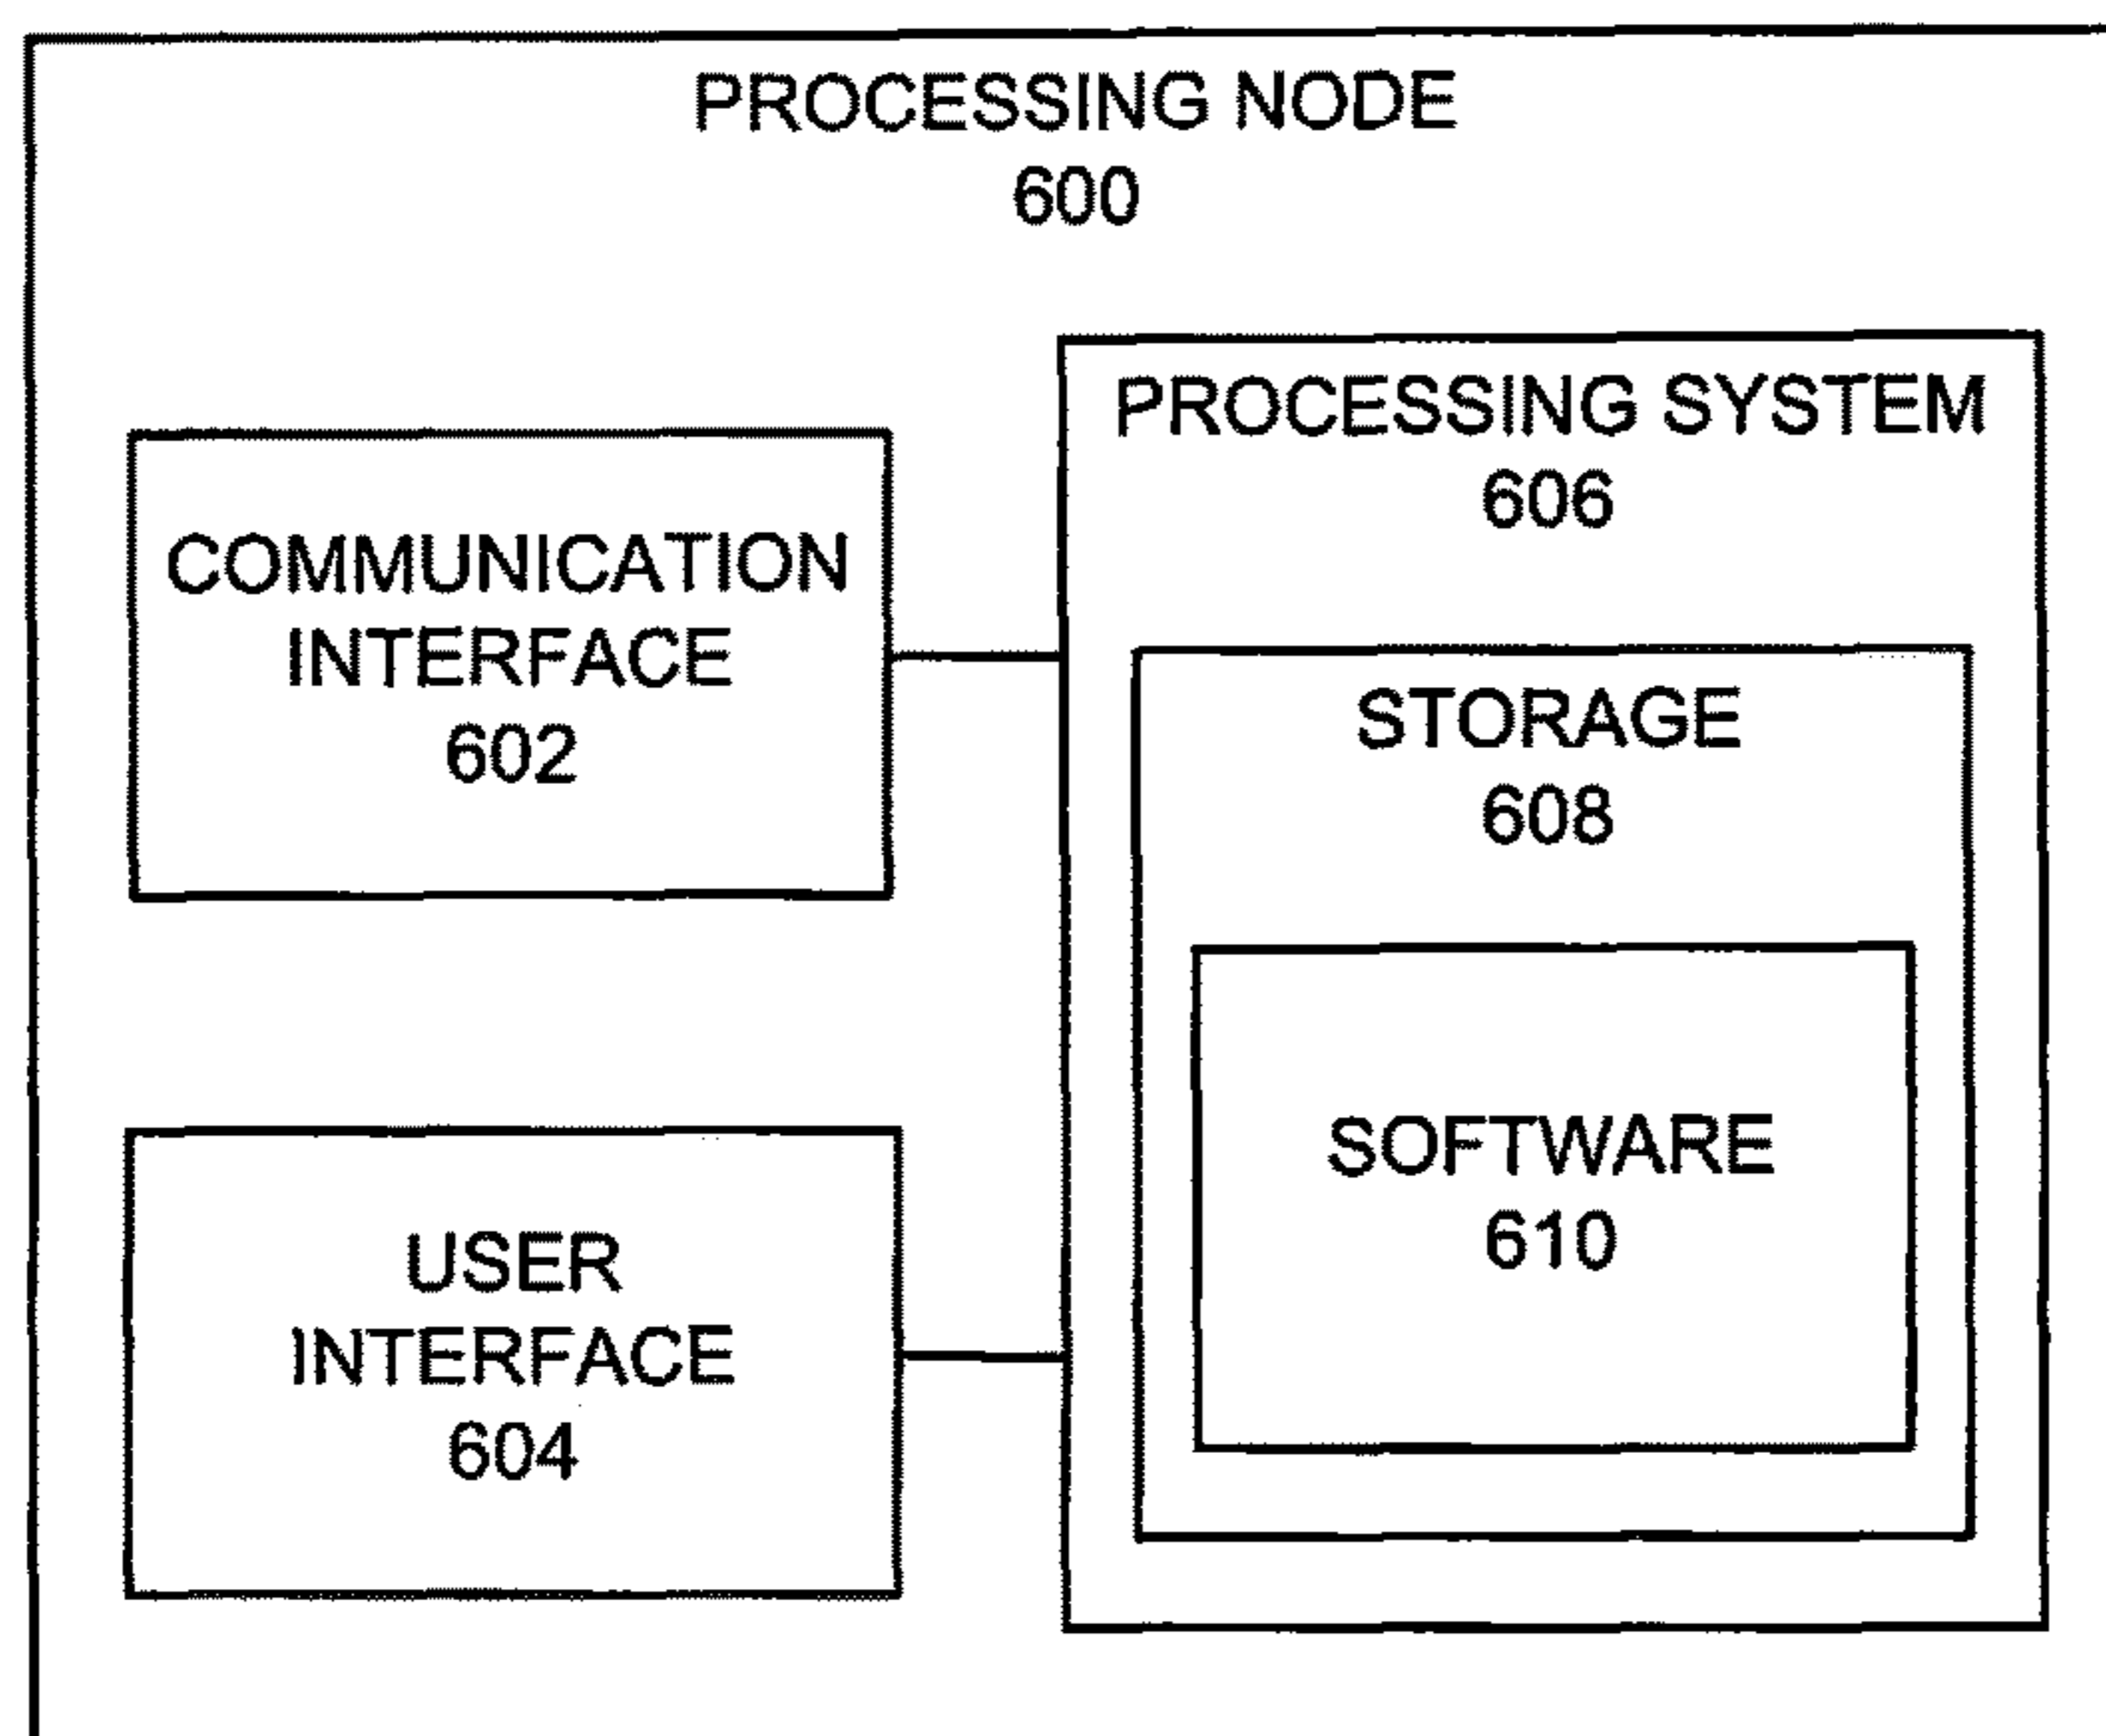 PROCESSING NODE
600
COMMUNICATION
INTERFACE
602
USER
INTERFACE
604
PROCESSING SYSTEM
606
STORAGE
608
SOFTWARE
610